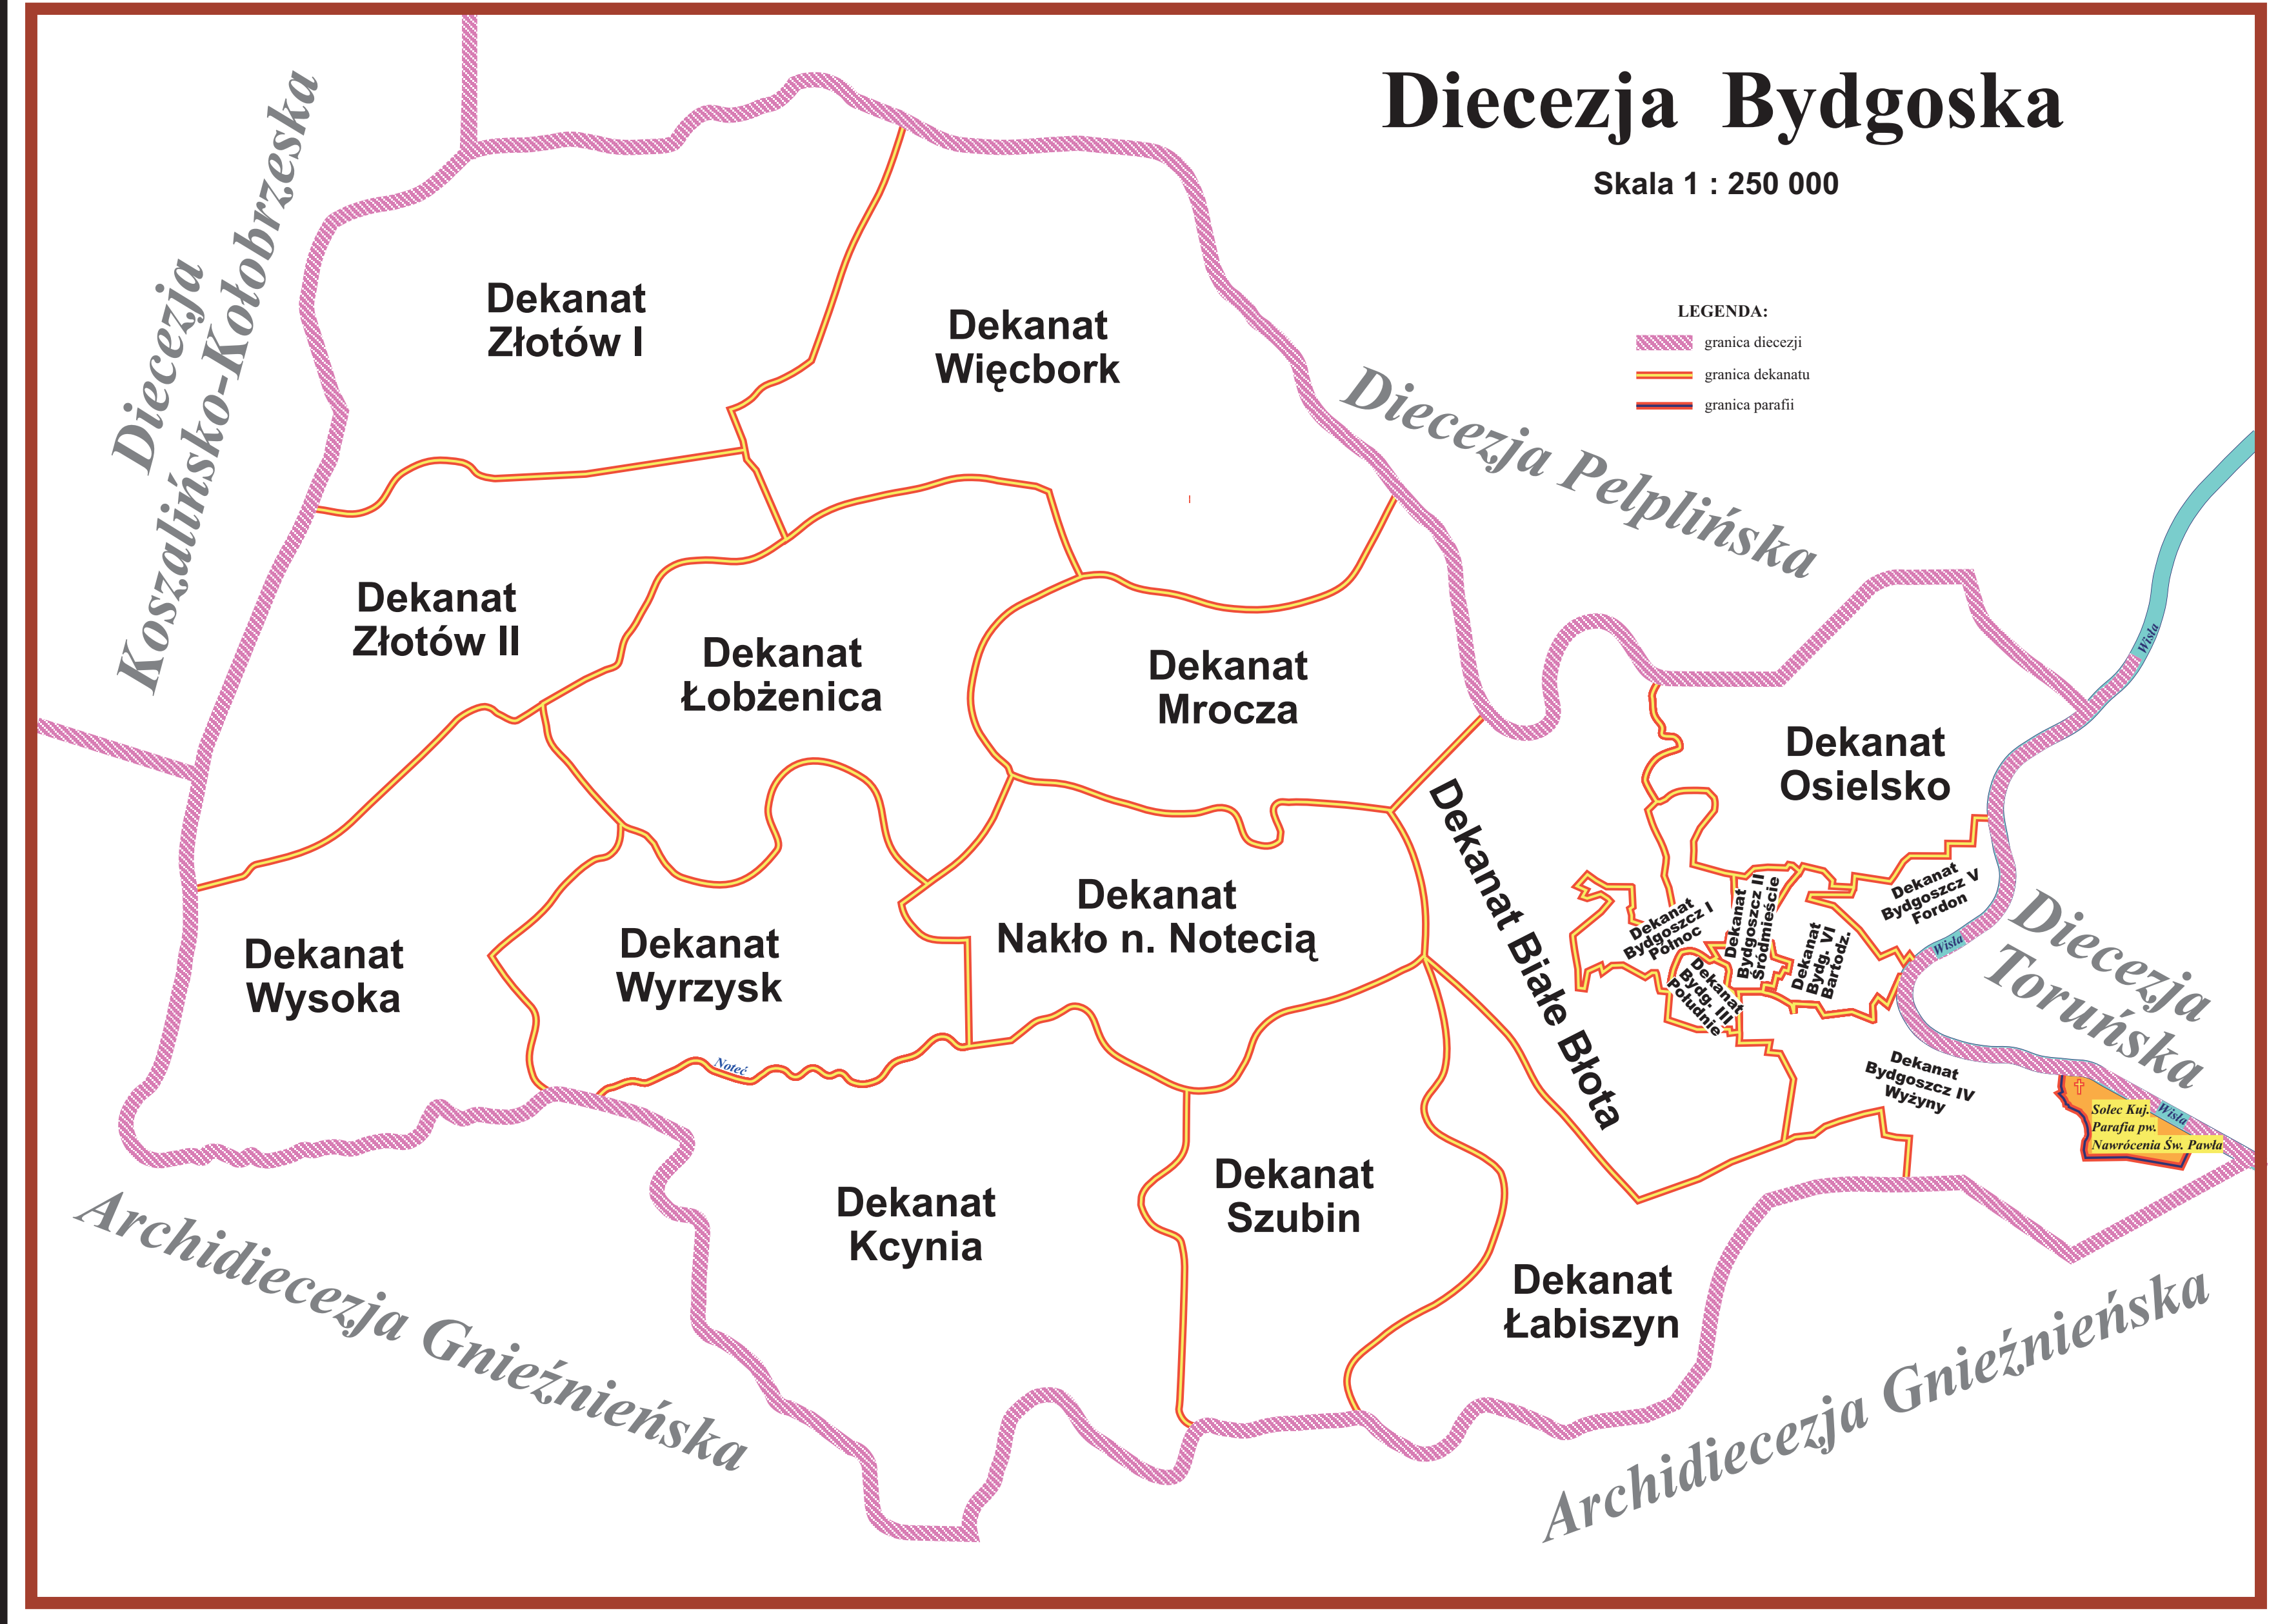 Diecezja Bydgoska
Skala 1 : 250 000
LEGENDA:
granica diecezji
granica dekanatu
granica parafii
Diecezja
Koszalińsko-Kołobrzeska
Diecezja Pelplińska
Dekanat
Złotów I
Dekanat
Więcbork
Dekanat
Złotów II
Dekanat
Łobżenica
Dekanat
Mrocza
Wisła
Dekanat
Osielsko
Dekanat Białe Błota
Dekanat
Wysoka
Dekanat
Wyrzysk
Dekanat
Nakło n. Notecią
Dekanat
Bydgoszcz I
Północ
Dekanat
Bydgoszcz II
Śródmieście
Dekanat
Bydg. III
Południe
Dekanat
Bydg. VI
Bartodz.
Dekanat
Bydgoszcz V
Fordon
Wisła
Diecezja
Toruńska
Noteć
Dekanat
Bydgoszcz IV
Wyżyny
Solec Kuj.
Parafia pw.
Nawrócenia Św. Pawła
Wisła
Dekanat
Kcynia
Dekanat
Szubin
Dekanat
Łabiszyn
Archidiecezja Gnieźnieńska
Archidiecezja Gnieźnieńska